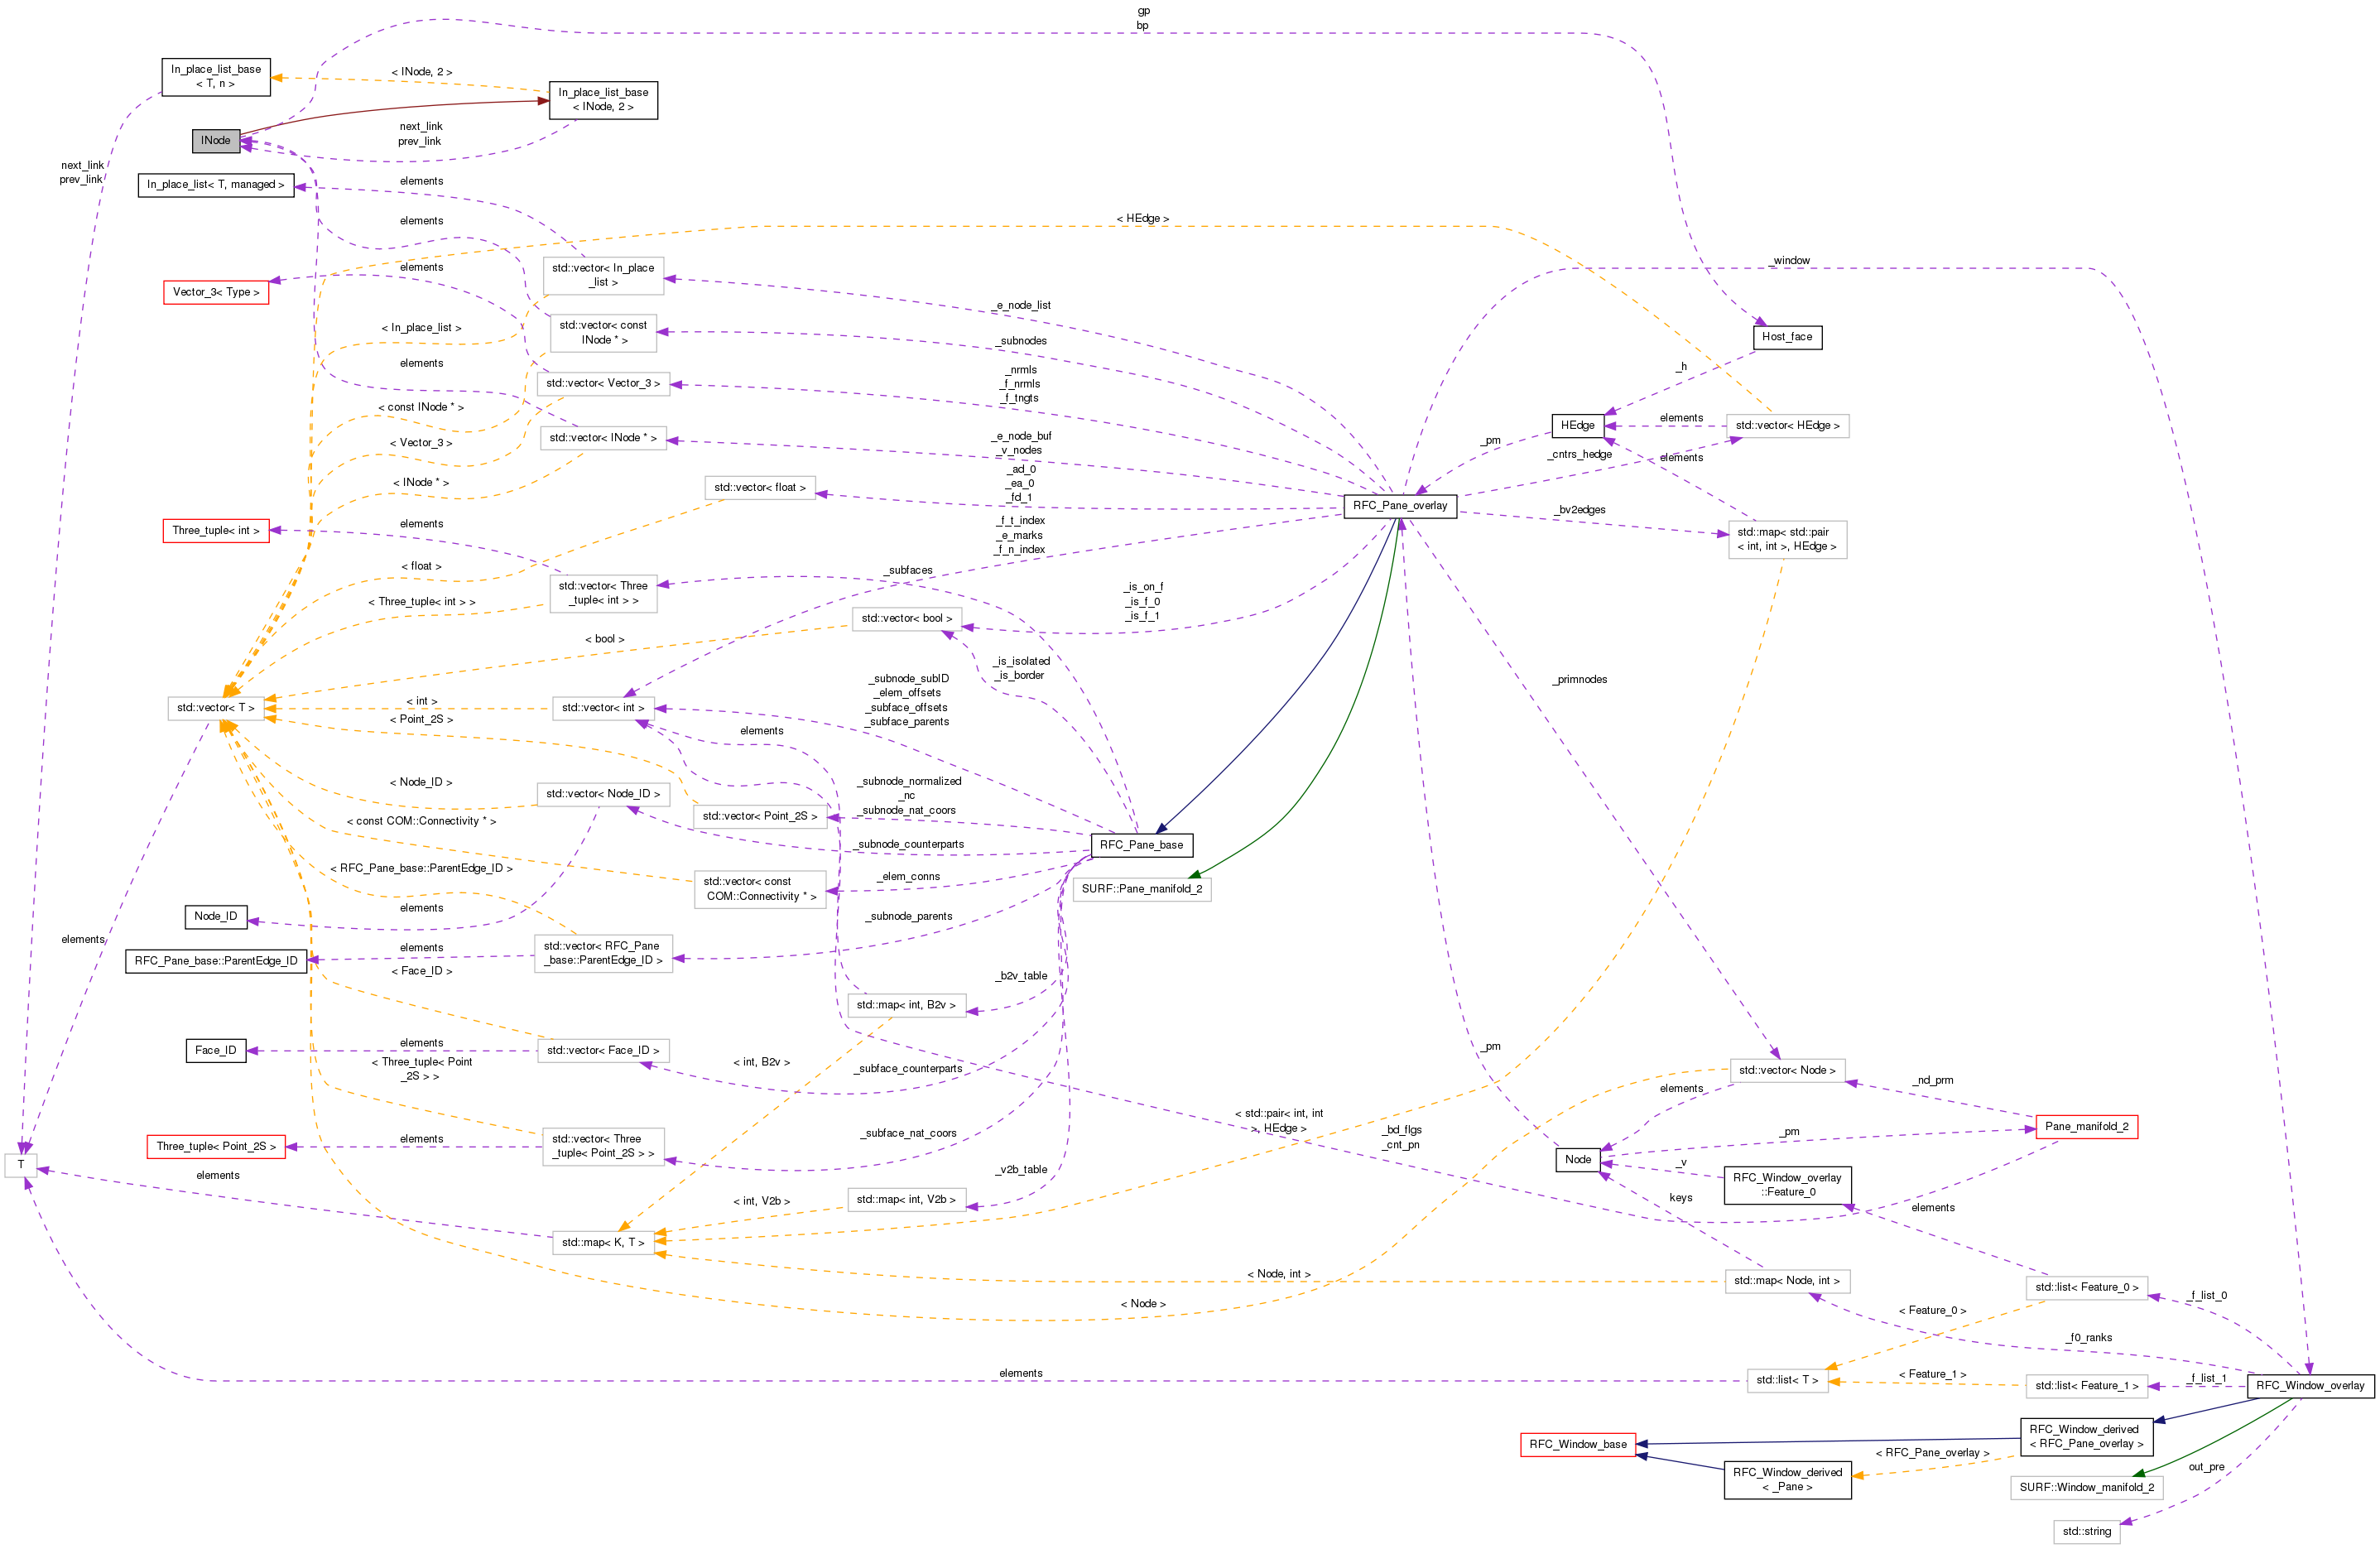 gp
bp
In_place_list_base
< T, n >
< INode, 2 >
In_place_list_base
< INode, 2 >
INode
next_link
prev_link
next_link
prev_link
In_place_list< T, managed >
elements
elements
< HEdge >
std::vector< In_place
_list >
_window
elements
Vector_3< Type >
_e_node_list
< In_place_list >
std::vector< const
INode * >
_subnodes
Host_face
elements
_nrmls
_f_nrmls
_f_tngts
_h
std::vector< Vector_3 >
< const INode * >
HEdge
elements
std::vector< HEdge >
< Vector_3 >
std::vector< INode * >
_e_node_buf
_v_nodes
_pm
_cntrs_hedge
elements
< INode * >
std::vector< float >
_ad_0
_ea_0
_fd_1
RFC_Pane_overlay
_bv2edges
Three_tuple< int >
elements
_f_t_index
_e_marks
_f_n_index
std::map< std::pair
< int, int >, HEdge >
< float >
_subfaces
std::vector< Three
_tuple< int > >
< Three_tuple< int > >
_is_on_f
_is_f_0
_is_f_1
std::vector< bool >
< bool >
_is_isolated
_is_border
_primnodes
std::vector< T >
< int >
std::vector< int >
_subnode_subID
_elem_offsets
_subface_offsets
_subface_parents
< Point_2S >
elements
< Node_ID >
std::vector< Node_ID >
_subnode_normalized
_nc
_subnode_nat_coors
std::vector< Point_2S >
< const COM::Connectivity * >
_subnode_counterparts
RFC_Pane_base
< RFC_Pane_base::ParentEdge_ID >
std::vector< const
COM::Connectivity * >
_elem_conns
SURF::Pane_manifold_2
Node_ID
elements
_subnode_parents
elements
RFC_Pane_base::ParentEdge_ID
elements
std::vector< RFC_Pane
_base::ParentEdge_ID >
< Face_ID >
_b2v_table
std::map< int, B2v >
Face_ID
elements
std::vector< Face_ID >
< Three_tuple< Point
_2S > >
< int, B2v >
_subface_counterparts
_pm
std::vector< Node >
elements
_nd_prm
< std::pair< int, int
>, HEdge >
_bd_flgs
_cnt_pn
Pane_manifold_2
Three_tuple< Point_2S >
elements
std::vector< Three
_tuple< Point_2S > >
_subface_nat_coors
_pm
Node
T
elements
_v2b_table
_v
RFC_Window_overlay
::Feature_0
std::map< int, V2b >
< int, V2b >
keys
elements
std::map< K, T >
< Node, int >
std::map< Node, int >
std::list< Feature_0 >
_f_list_0
< Node >
< Feature_0 >
_f0_ranks
elements
std::list< T >
< Feature_1 >
std::list< Feature_1 >
_f_list_1
RFC_Window_overlay
RFC_Window_base
RFC_Window_derived
< RFC_Pane_overlay >
< RFC_Pane_overlay >
RFC_Window_derived
< _Pane >
out_pre
SURF::Window_manifold_2
std::string